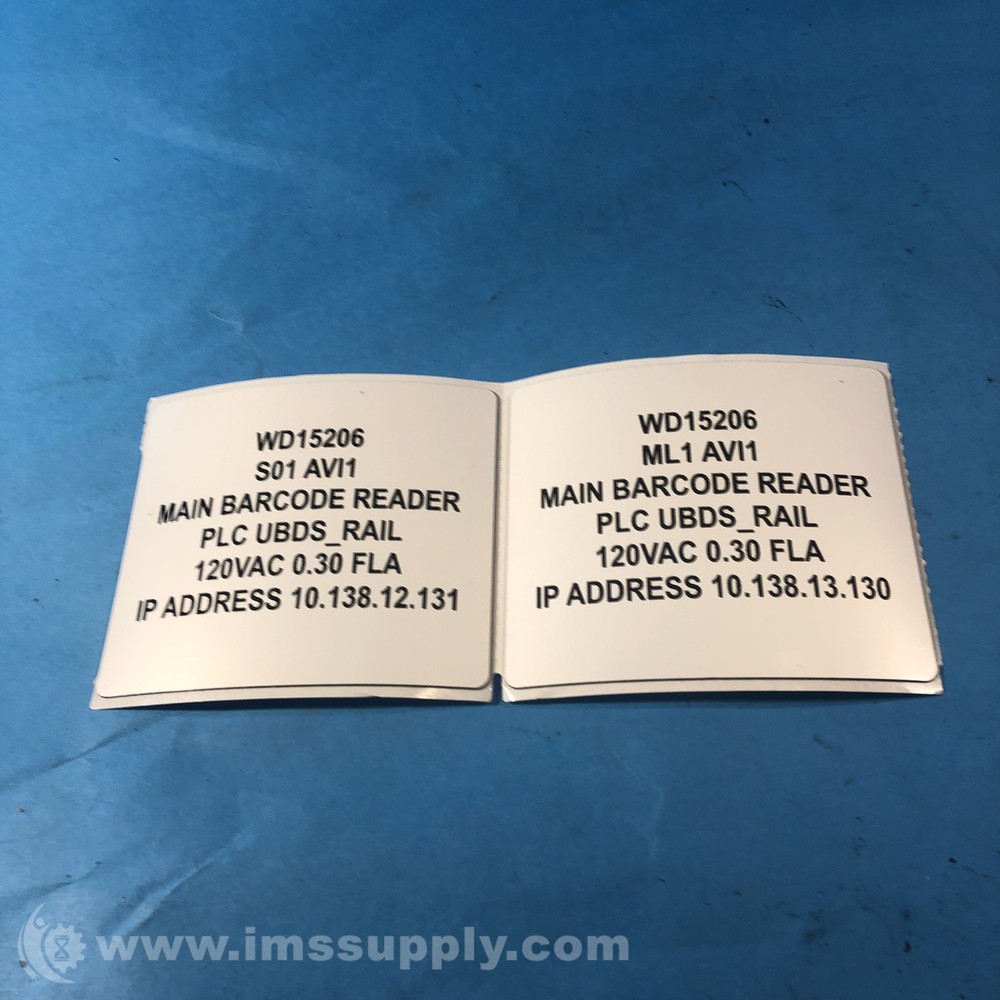 WD15206
S01 AVI1
MAIN BARCODE READER
PLC UBDS_RAIL
120VAC 0.30 FLA
IP ADDRESS 10.138.12.131
WD15206
ML1 AVI1
MAIN BARCODE READER
PLC UBDS_RAIL
120VAC 0.30 FLA
IP ADDRESS 10.138.13.130
www.imssupply.com